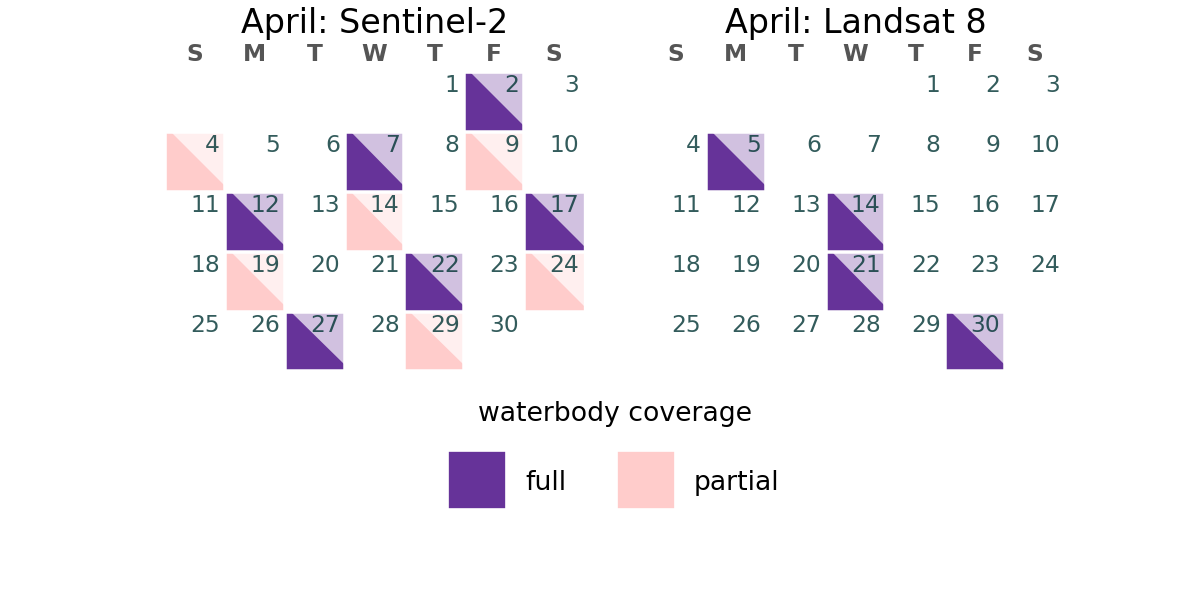 April: Sentinel-2
S M T W T F S
1 2 3
4 5 6 7 8 9 10
11 12 13 14 15 16 17
18 19 20 21 22 23 24
25 26 27 28 29 30
April: Landsat 8
S M T W T F S
1 2 3
4 5 6 7 8 9 10
11 12 13 14 15 16 17
18 19 20 21 22 23 24
25 26 27 28 29 30
waterbody coverage
full partial